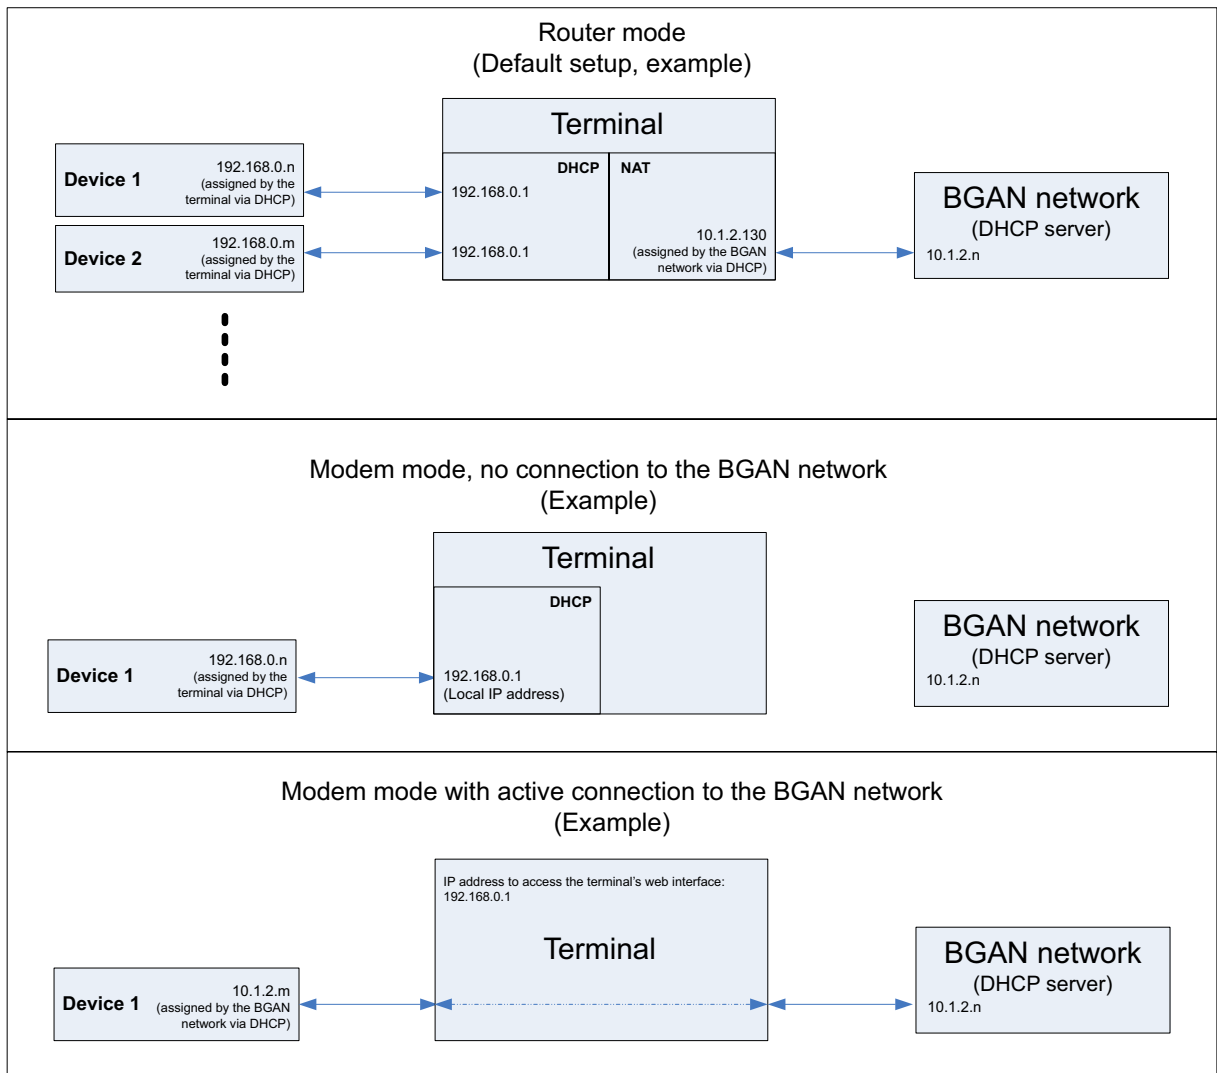 Router mode
(Default setup, example)
Terminal
DHCP
NAT
Device 1
192.168.0.n
(assigned by the
terminal via DHCP)
192.168.0.1
Device 2
192.168.0.m
(assigned by the
terminal via DHCP)
192.168.0.1
10.1.2.130
(assigned by the BGAN
network via DHCP)
BGAN network
(DHCP server)
10.1.2.n
Modem mode, no connection to the BGAN network
(Example)
Terminal
DHCP
Device 1
192.168.0.n
(assigned by the
terminal via DHCP)
192.168.0.1
(Local IP address)
BGAN network
(DHCP server)
10.1.2.n
Modem mode with active connection to the BGAN network
(Example)
IP address to access the terminal's web interface:
192.168.0.1
Terminal
Device 1
10.1.2.m
(assigned by the BGAN
network via DHCP)
BGAN network
(DHCP server)
10.1.2.n